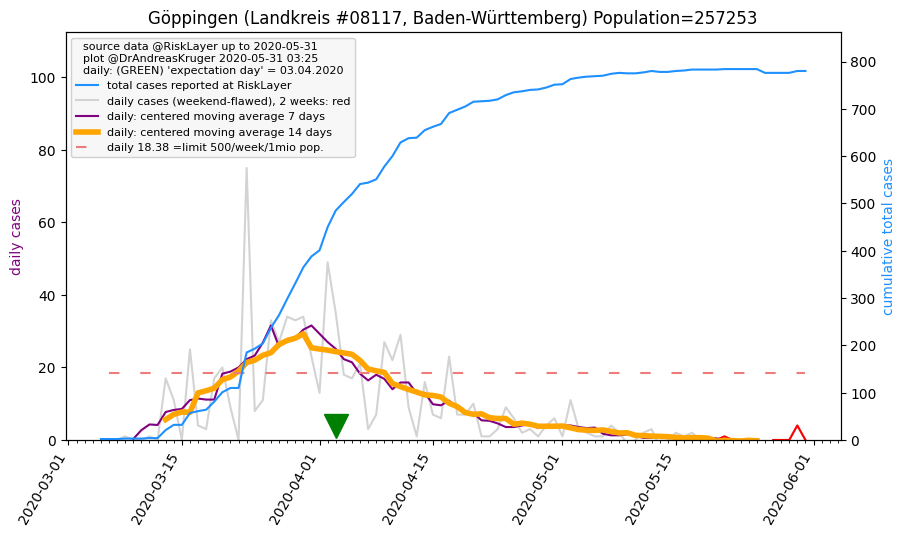 Göppingen (Landkreis #08117, Baden-Württemberg) Population=257253
source data @RiskLayer up to 2020-05-31
plot @DrAndreasKruger 2020-05-31 03:25
daily: (GREEN) 'expectation day' = 03.04.2020
total cases reported at RiskLayer
daily cases (weekend-flawed), 2 weeks: red
daily: centered moving average 7 days
daily: centered moving average 14 days
daily 18.38 =limit 500/week/1mio pop.
daily cases
100
80
60
40
20
0
cumulative total cases
800
700
600
500
400
300
200
100
0
2020-03-01
2020-03-15
2020-04-01
2020-04-15
2020-05-01
2020-05-15
2020-06-01